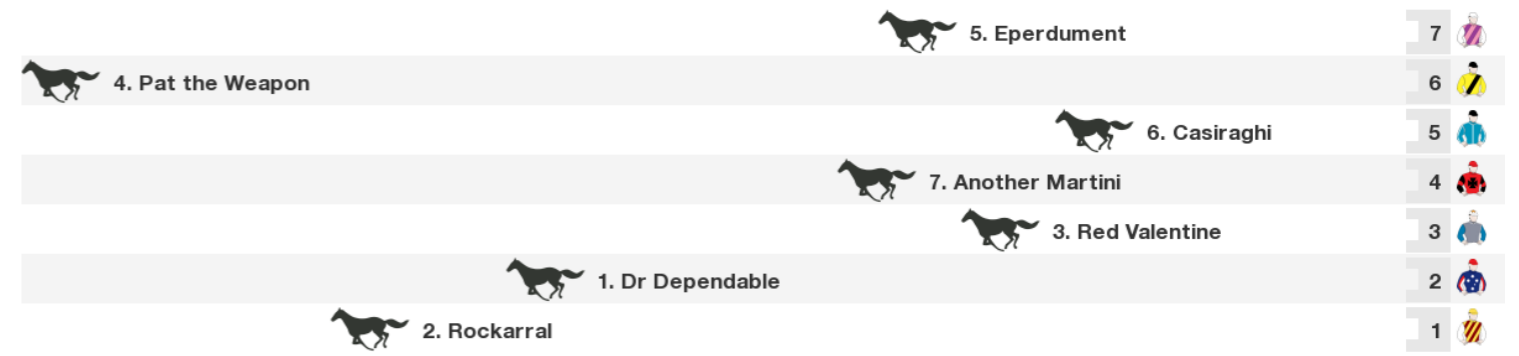 5. Eperdument 7
4. Pat the Weapon 6
6. Casiraghi 5
7. Another Martini 4
3. Red Valentine 3
1. Dr Dependable 2
2. Rockarral 1